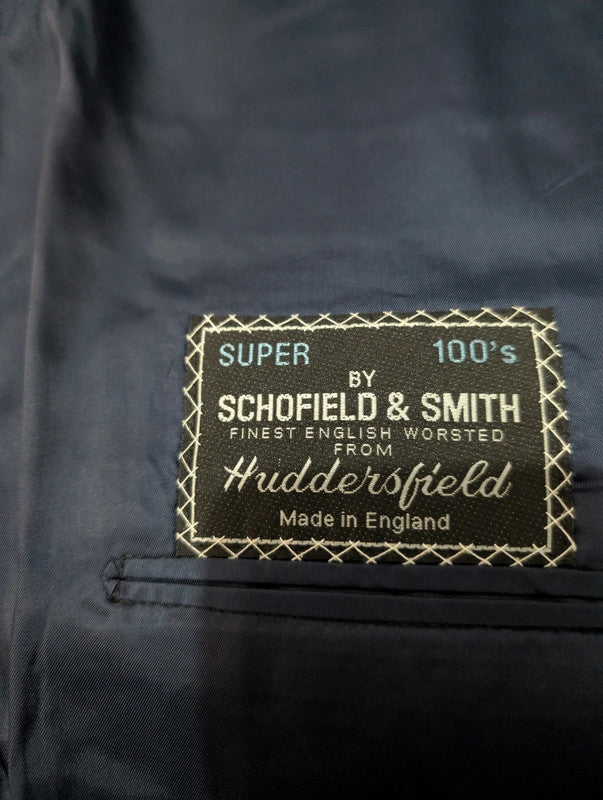 SUPER 100's
BY
SCHOFIELD & SMITH
FINEST ENGLISH WORSTED
FROM
Huddersfield
Made in England